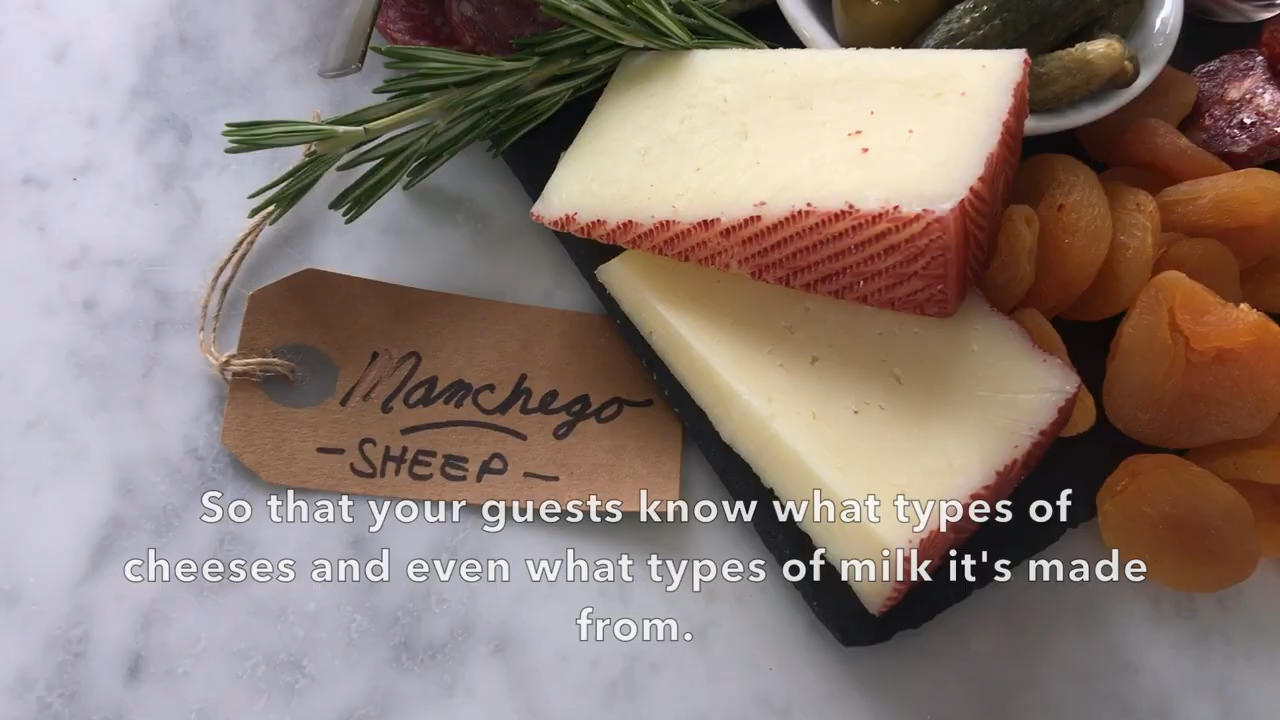 Manchego
-SHEEP-
So that your guests know what types of
cheeses and even what types of milk it's made
from.